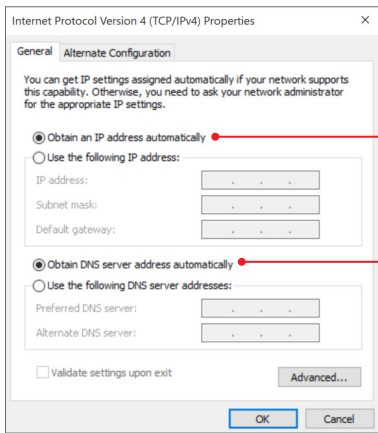 Internet Protocol Version 4 (TCP/IPv4) Properties
General
Alternate Configuration
You can get IP settings assigned automatically if your network supports
this capability. Otherwise, you need to ask your network administrator
for the appropriate IP settings.
Obtain an IP address automatically
Use the following IP address:
IP address:
Subnet mask:
Default gateway:
Obtain DNS server address automatically
Use the following DNS server addresses:
Preferred DNS server:
Alternate DNS server:
Validate settings upon exit
Advanced...
OK
Cancel